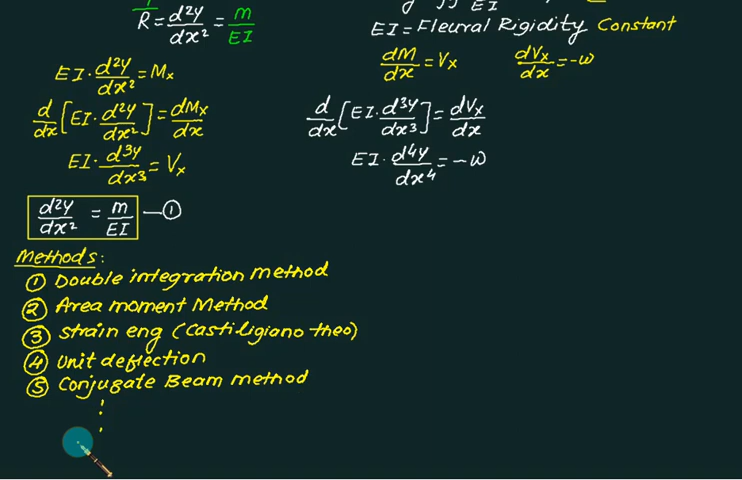 1/R = d²y/dx² = m/EI
EI
EI = Fleural Rigidity Constant
dM/dx = Vx dVx/dx = -w
EI · d²y/dx² = Mx
d/dx [EI · d²y/dx²] = dMx/dx
d/dx [EI · d³y/dx³] = dVx/dx
EI · d³y/dx³ = Vx
EI · d⁴y/dx⁴ = -w
d²y/dx² = m/EI —①
Methods:
① Double integration method
② Area moment Method
③ Strain eng (Castiligiano theo)
④ Unit deflection
⑤ Conjugate Beam method